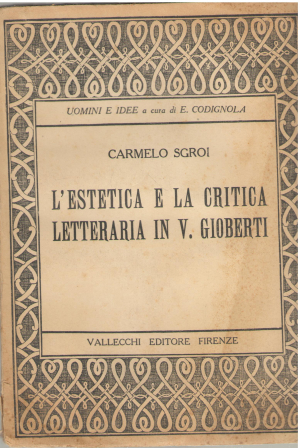 UOMINI E IDEE a cura di E. CODIGNOLA
CARMELO SGROI
L'ESTETICA E LA CRITICA
LETTERARIA IN V. GIOBERTI
VALLECCHI EDITORE FIRENZE